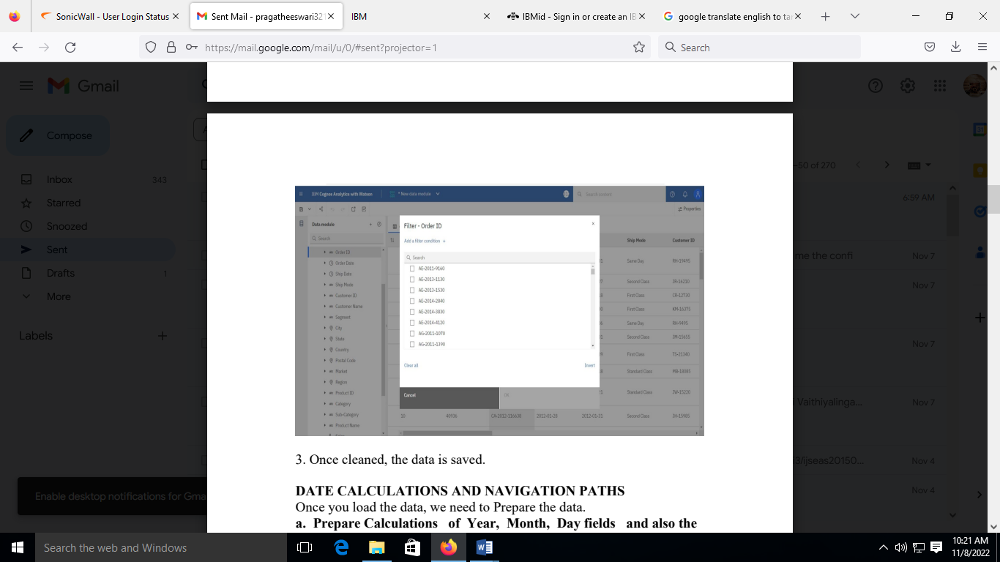 SonicWall - User Login Status
Sent Mail - pragatheeswari321
IBM
IBMid - Sign in or create an IB
google translate english to ta
https://mail.google.com/mail/u/0/#sent?projector=1
Search
Gmail
Compose
Inbox 343
Starred
Snoozed
Sent
Drafts 1
More
Labels
-50 of 270
6:59 AM
me the confi Nov 7
Nov 7
Nov 7
Vaithiyalinga... Nov 7
3/ijseas20150... Nov 4
Nov 4
Enable desktop notifications for Gma
IBM Cognos Analytics with Watson
* New data module
Search content
Properties
Data module
Search
Order ID
Order Date
Ship Date
Ship Mode
Customer ID
Customer Name
Segment
City
State
Country
Postal Code
Market
Region
Product ID
Category
Sub-Category
Product Name
Filter - Order ID x
Add a filter condition +
Search
AE-2011-9160
AE-2013-1130
AE-2013-1530
AE-2014-2840
AE-2014-3830
AE-2014-4120
AG-2011-1070
AG-2011-1390
Clear all Invert
Cancel
Ship Mode Customer ID
Same Day RH-19495
Second Class JR-16210
First Class CR-12730
First Class KM-16375
Same Day RH-9495
Second Class JM-15655
First Class TS-21340
Standard Class MB-18085
Standard Class JW-15220
10 40936 CA-2012-116638 2012-01-28 2012-01-31 Second Class JH-15985
3. Once cleaned, the data is saved.
DATE CALCULATIONS AND NAVIGATION PATHS
Once you load the data, we need to Prepare the data.
a. Prepare Calculations of Year, Month, Day fields and also the
Search the web and Windows
10:21 AM
11/8/2022